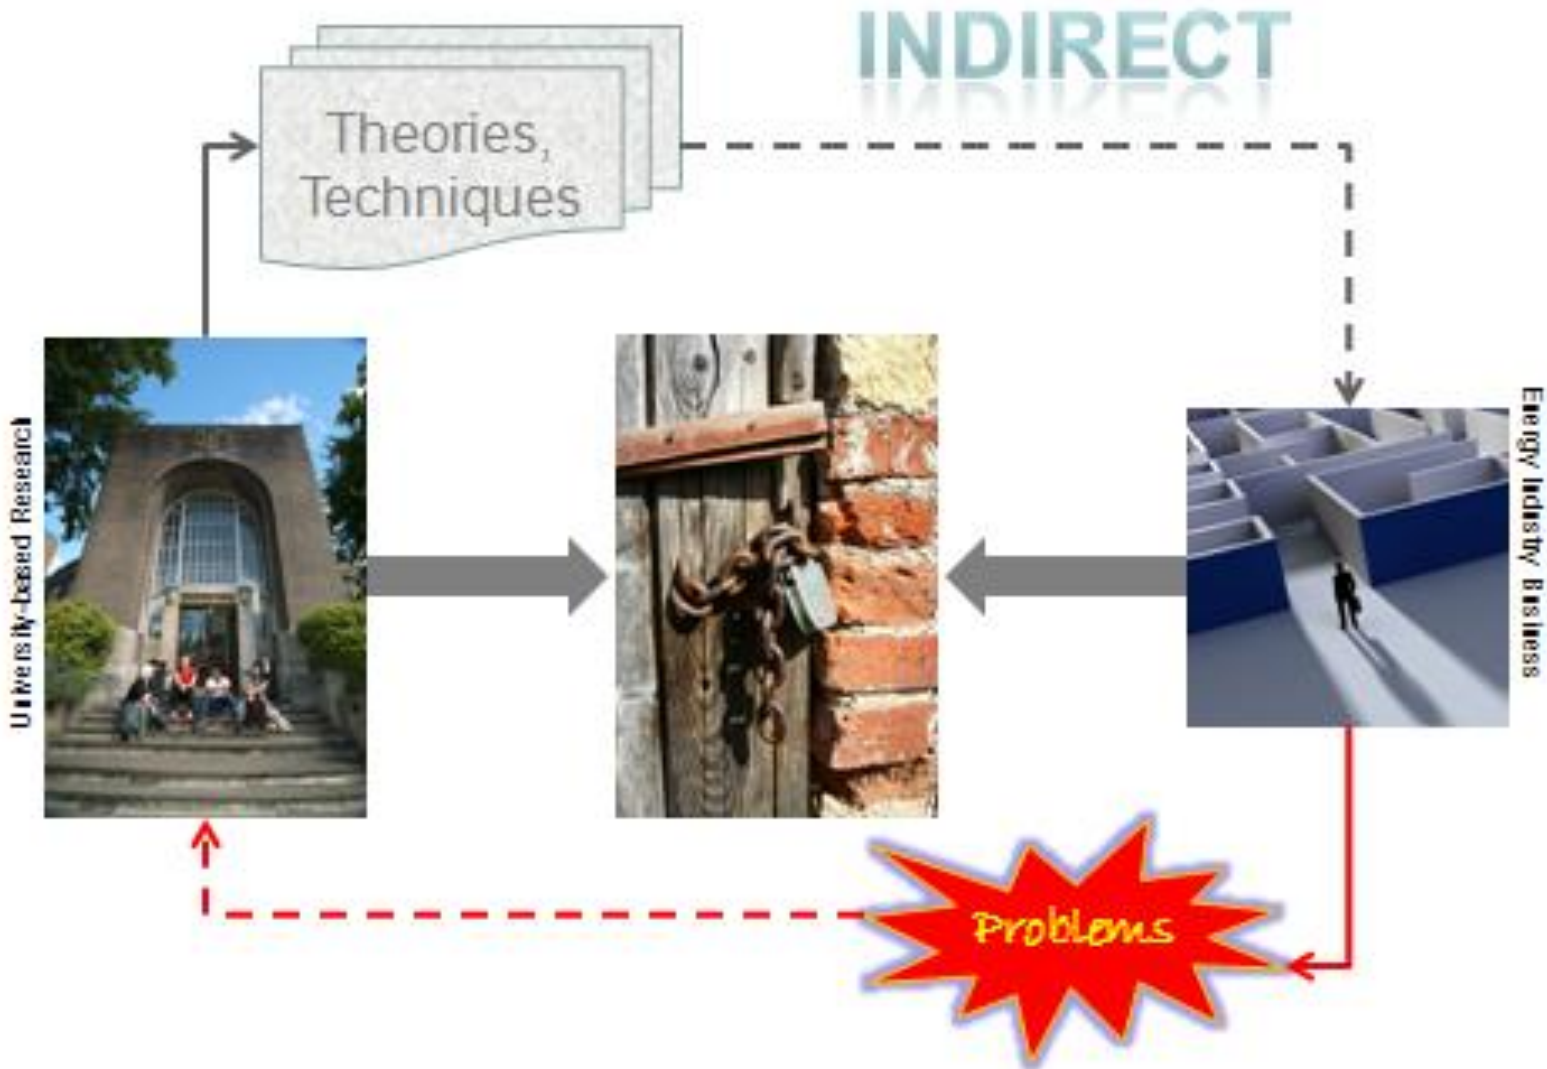 INDIRECT
Theories,
Techniques
University-based Research
Energy Industry Business
Problems